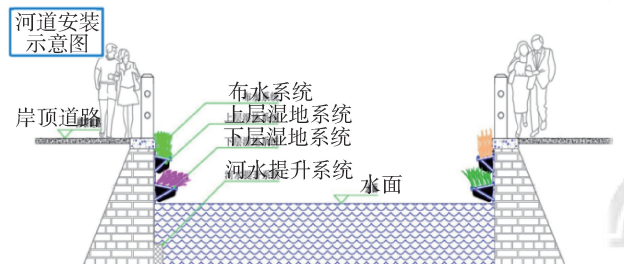 河道安装
示意图
布水系统
岸顶道路
上层湿地系统
下层湿地系统
河水提升系统
水面